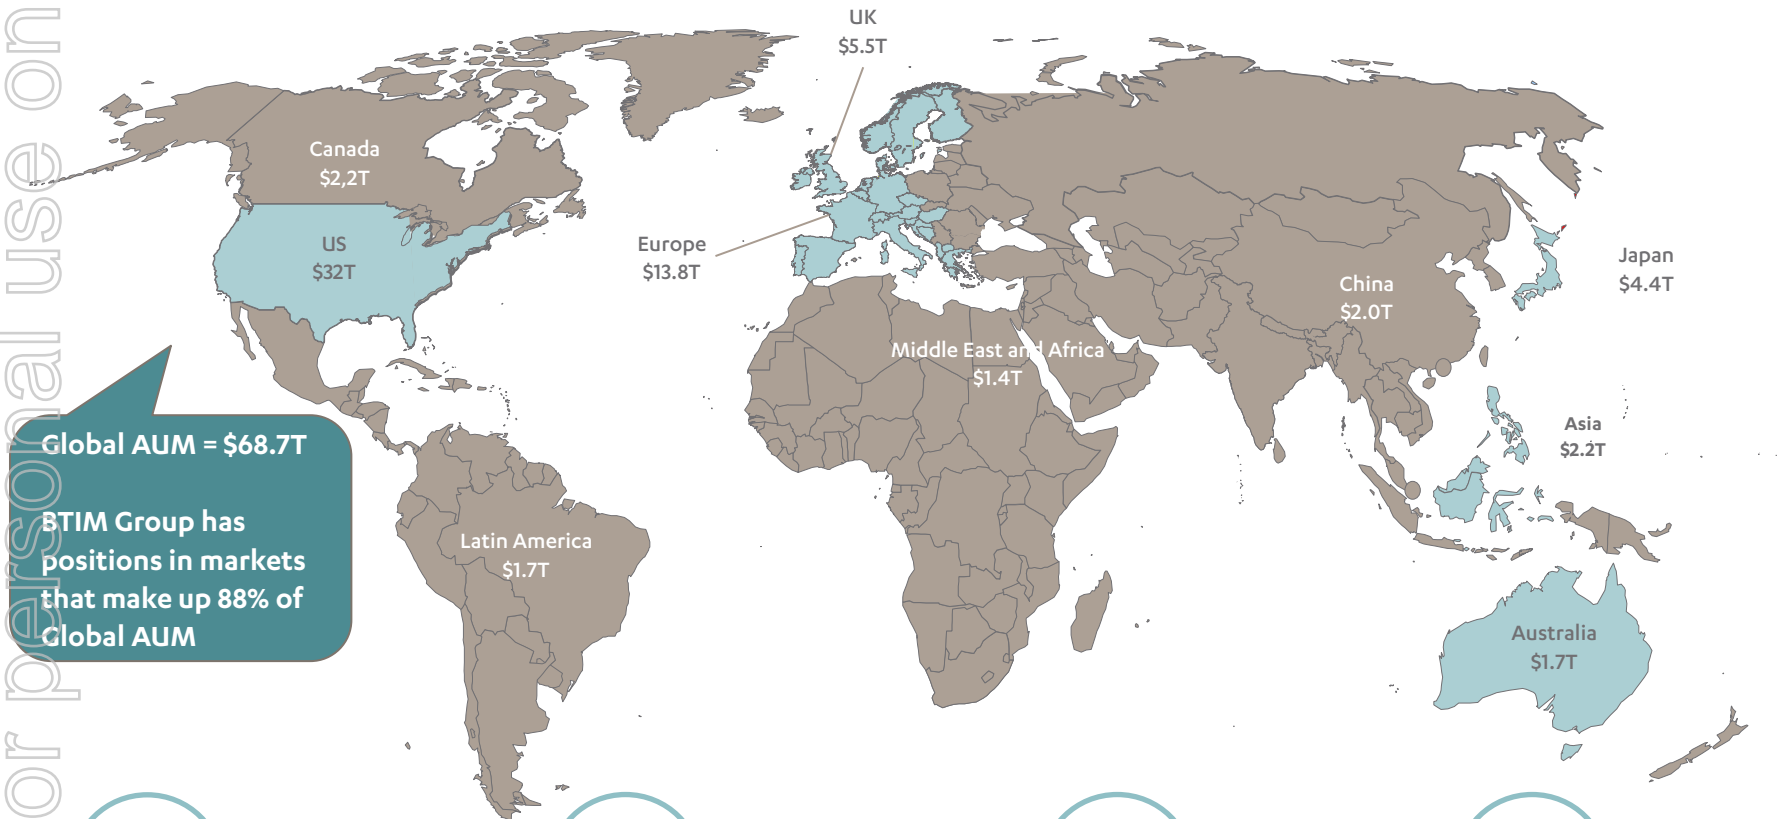 or personal use on
UK
$5.5T
Canada
$2,2T
US
$32T
Europe
$13.8T
Japan
$4.4T
China
$2.0T
Middle East and Africa
$1.4T
Asia
$2.2T
Global AUM = $68.7T
BTIM Group has
positions in markets
that make up 88% of
Global AUM
Latin America
$1.7T
Australia
$1.7T